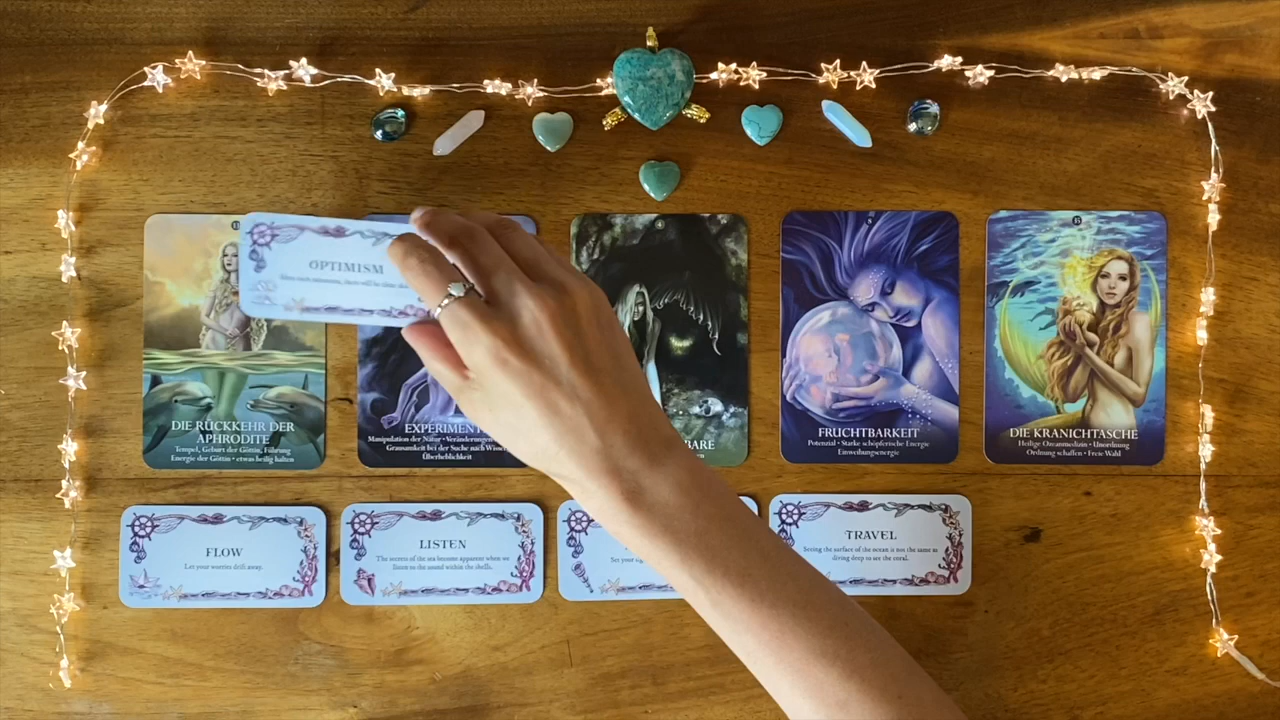 OPTIMISM
DIE RÜCKKEHR DER
APHRODITE
Tempel, Geburt der Göttin, Führung
Energie der Göttin • etwas heilig halten
EXPERIMENT
Manipulation der Natur • Veränderungen
Grausamkeit bei der Suche nach
Überheblichkeit
BARE
8
FRUCHTBARKEIT
Potenzial • Starke schöpferische Energie
Einweihungsenergie
DIE KRANICHTASCHE
Heilige Ozeanmedizin • Unordnung
Ordnung schaffen • Freie Wahl
FLOW
Let your worries drift away.
LISTEN
The secrets of the sea become apparent when we
listen to the sound within the shells.
Set your
TRAVEL
Seeing the surface of the ocean is not the same as
diving deep to see the coral.